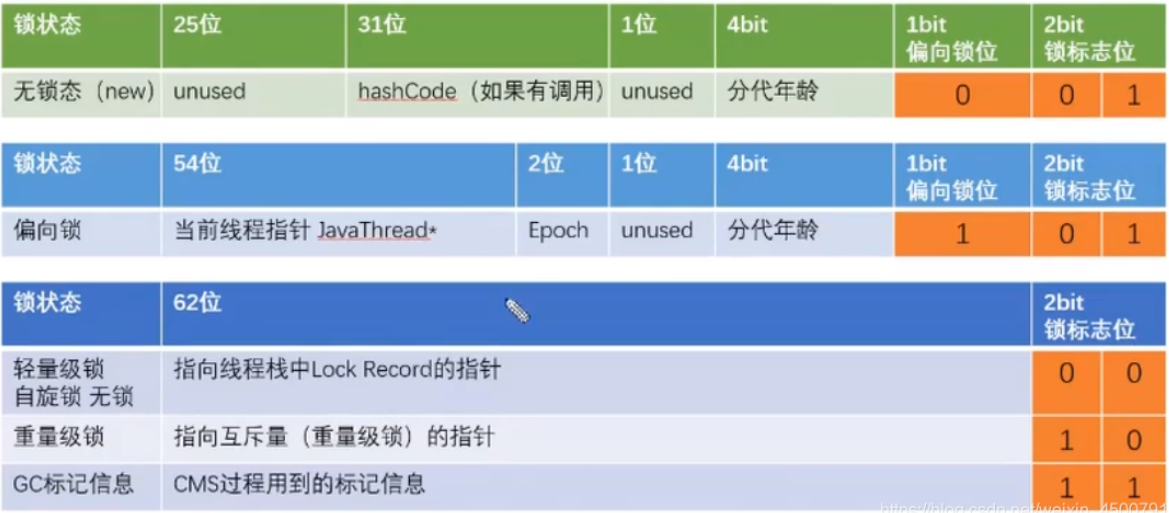 锁状态 25位 31位 1位 4bit 1bit 2bit
偏向锁位 锁标志位
无锁态（new） unused hashCode（如果有调用） unused 分代年龄 0 0 1
锁状态 54位 2位 1位 4bit 1bit 2bit
偏向锁位 锁标志位
偏向锁 当前线程指针 JavaThread* Epoch unused 分代年龄 1 0 1
锁状态 62位 2bit
锁标志位
轻量级锁 指向线程栈中Lock Record的指针 0 0
自旋锁 无锁
重量级锁 指向互斥量（重量级锁）的指针 1 0
GC标记信息 CMS过程用到的标记信息 1 1